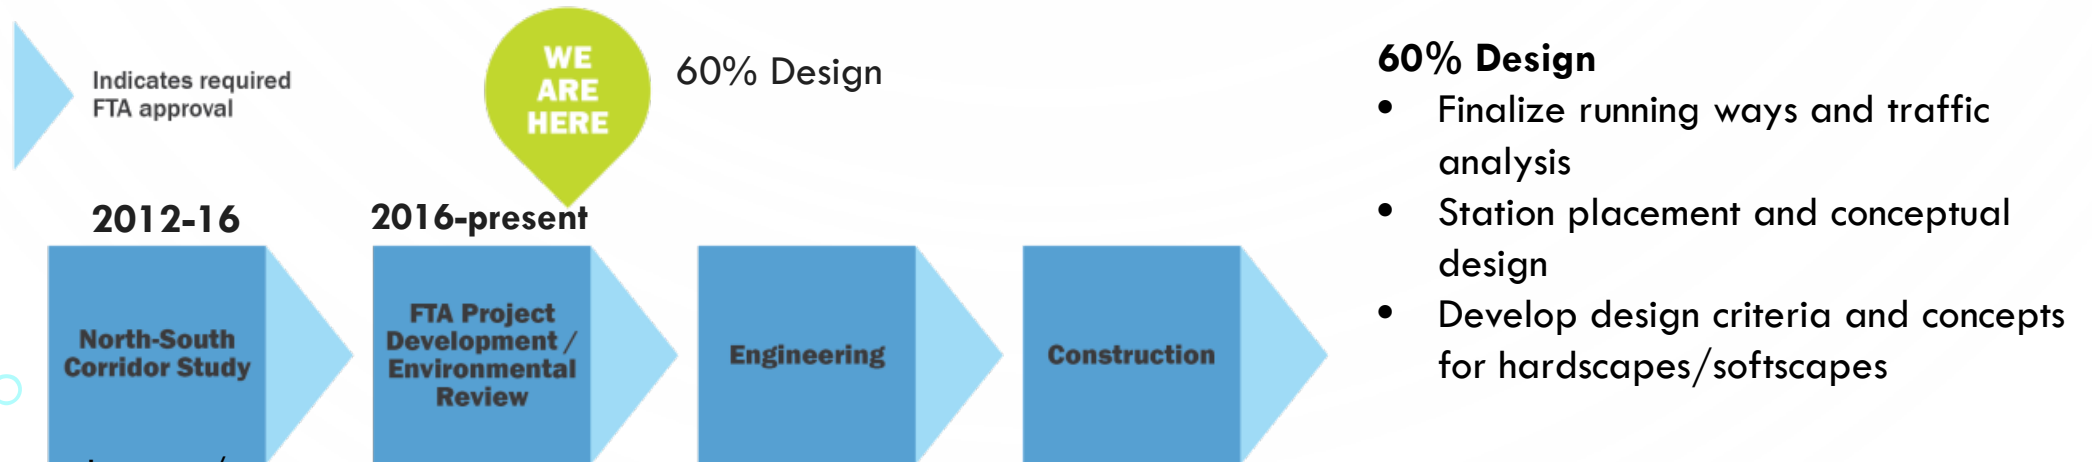 Indicates required
FTA approval
WE
ARE
HERE
60% Design
2012-16
2016-present
North-South
Corridor Study
FTA Project
Development /
Environmental
Review
Engineering
Construction
60% Design
• Finalize running ways and traffic
analysis
• Station placement and conceptual
design
• Develop design criteria and concepts
for hardscapes/softscapes